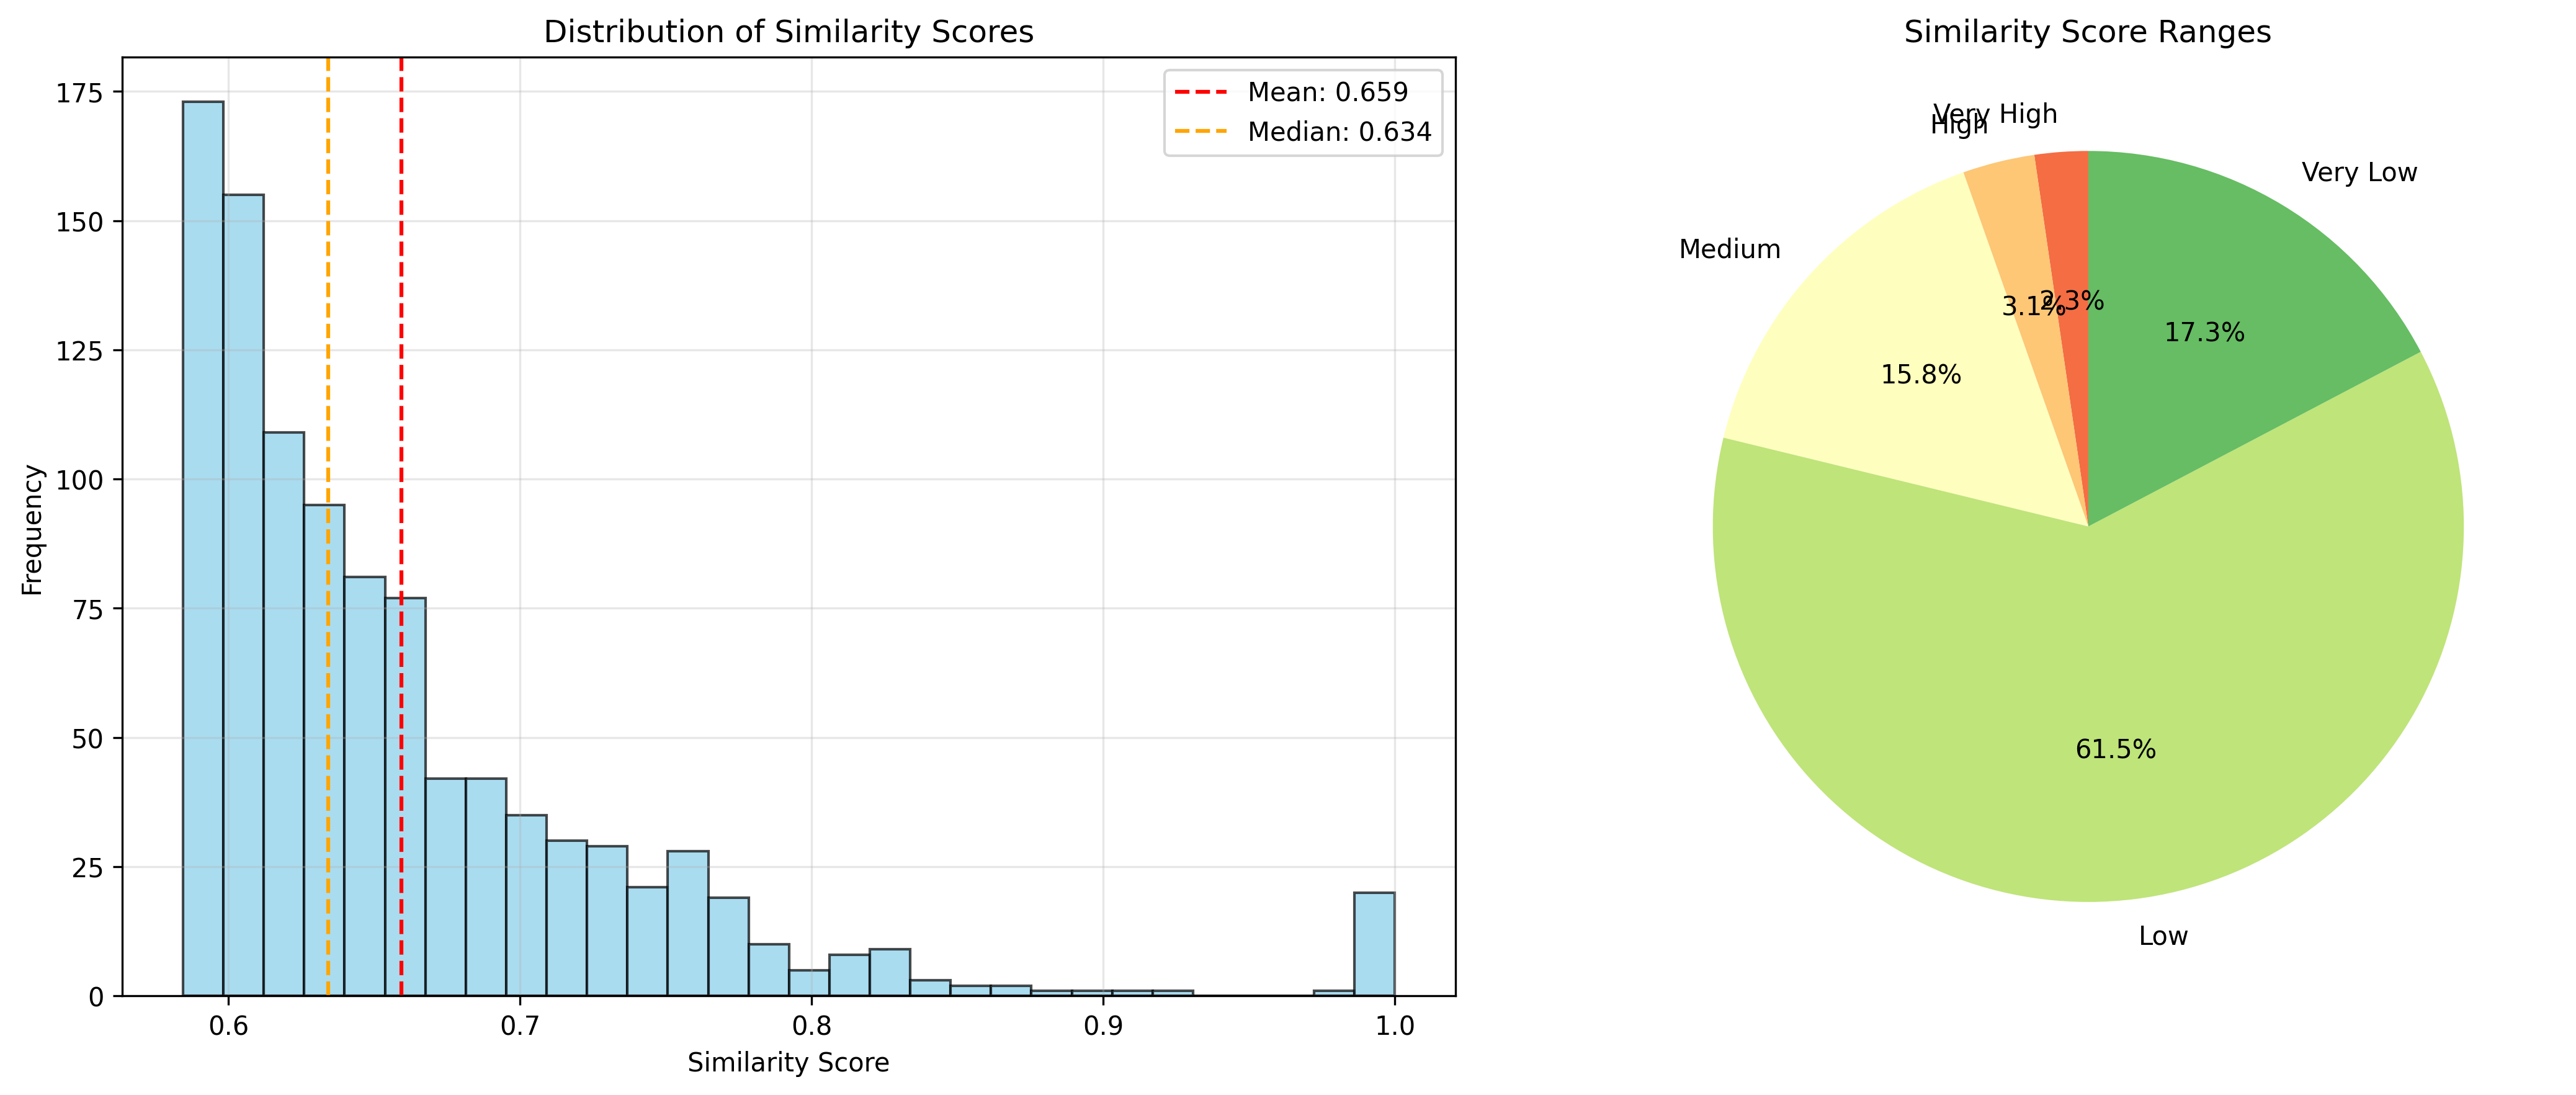 Distribution of Similarity Scores
Mean: 0.659
Median: 0.634
175
150
125
100
75
50
25
0
Frequency
0.6 0.7 0.8 0.9 1.0
Similarity Score
Similarity Score Ranges
Very High
High
Very Low
Medium
3.1%
2.3%
17.3%
15.8%
61.5%
Low